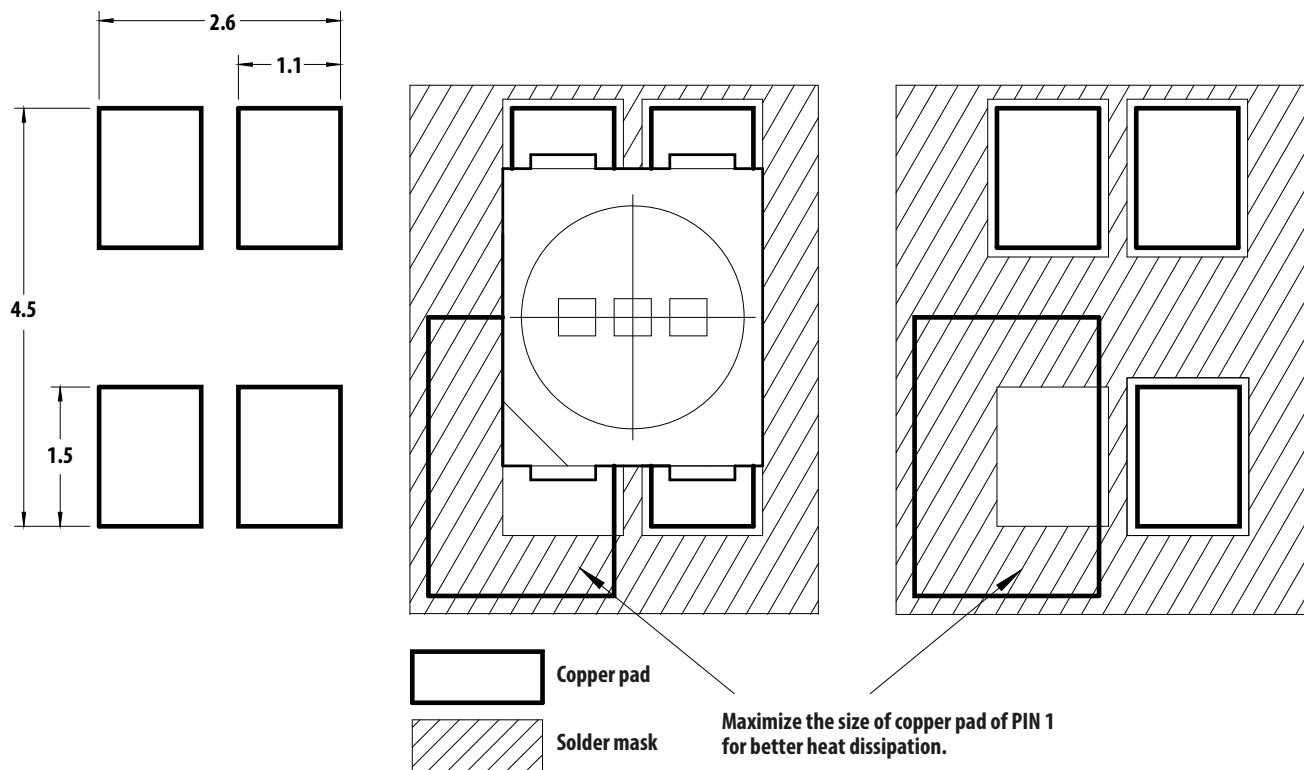 2.6
1.1
4.5
1.5
Copper pad
Solder mask
Maximize the size of copper pad of PIN 1
for better heat dissipation.